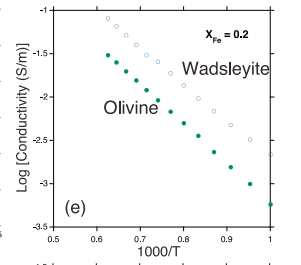 -1
X_Fe = 0.2
Wadsleyite
-1.5
-2
Olivine
-2.5
-3
-3.5
Log [Conductivity (S/m)]
(e)
0.5 0.6 0.7 0.8 0.9 1
1000/T